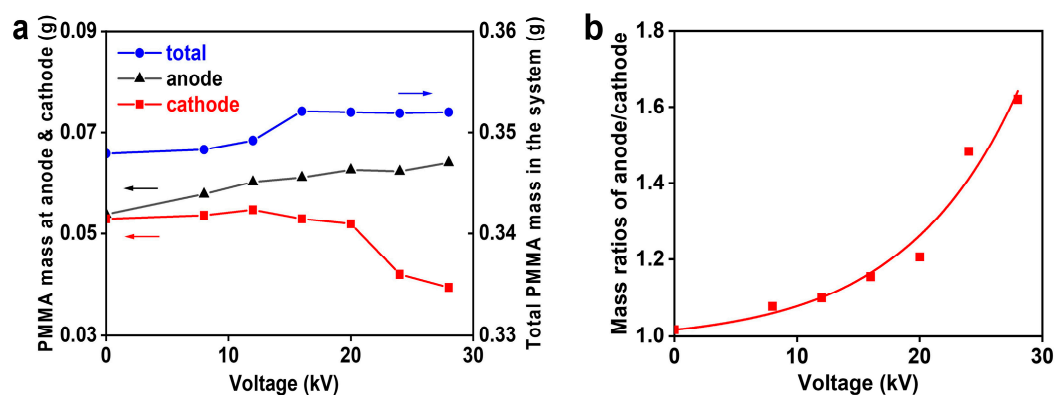 a
PMMA mass at anode & cathode (g)
0.09
0.07
0.05
0.03
total
anode
cathode
0.36
0.35
0.34
0.33
Total PMMA mass in the system (g)
0 10 20 30
Voltage (kV)
b
Mass ratios of anode/cathode
1.8
1.6
1.4
1.2
1.0
0 10 20 30
Voltage (kV)